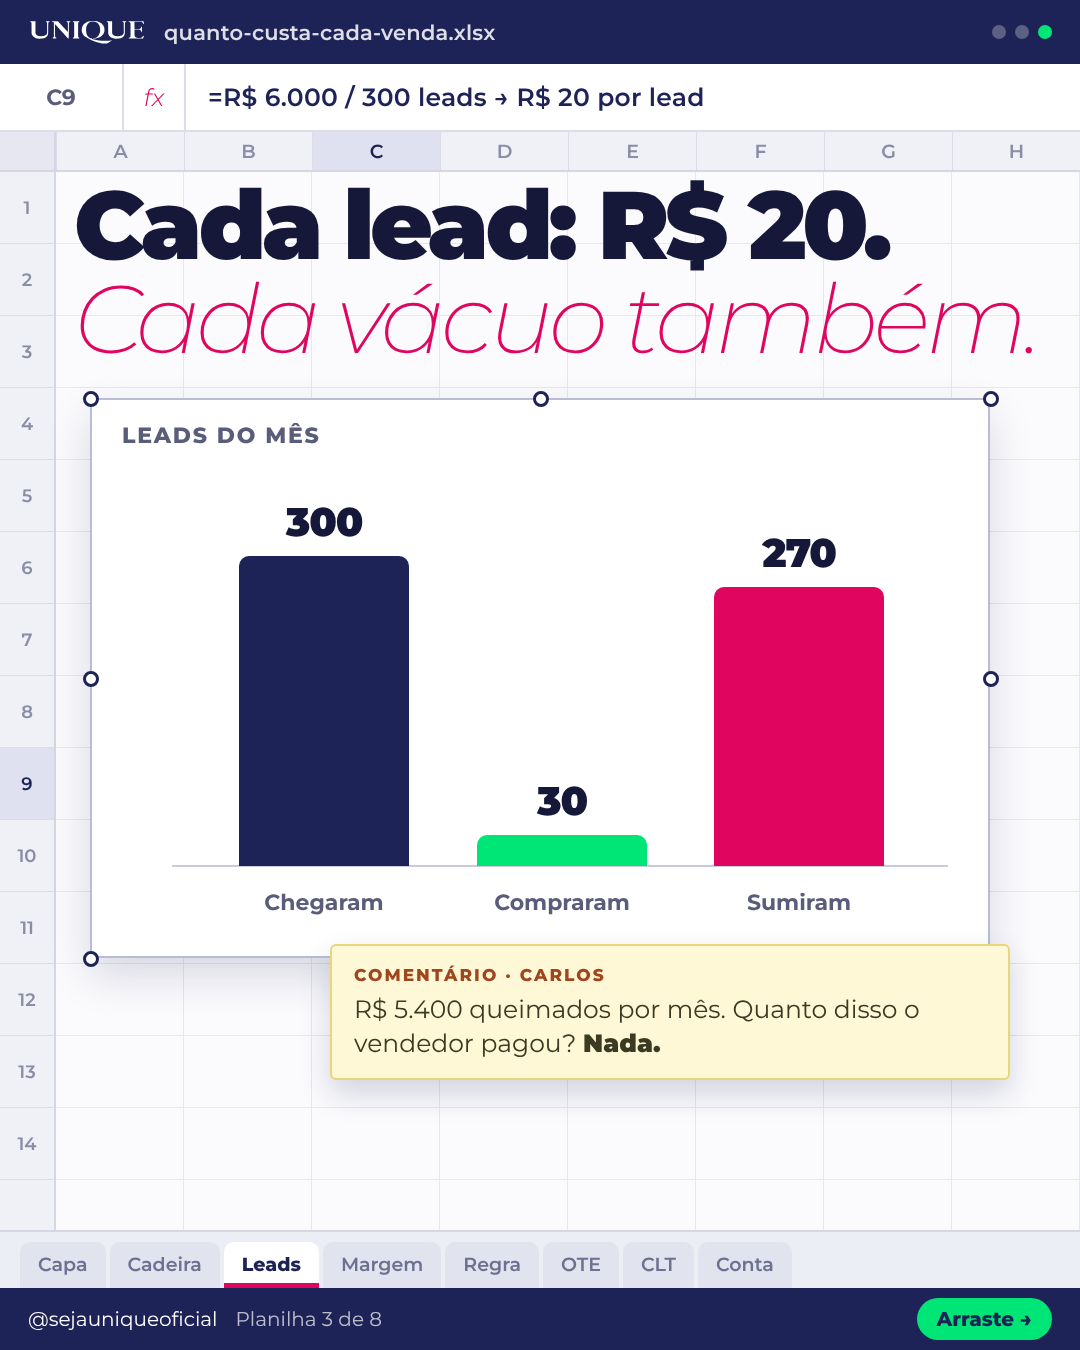 UNIQUE quanto-custa-cada-venda.xlsx
C9 fx =R$ 6.000 / 300 leads → R$ 20 por lead
A B C D E F G H
1
2
3
4
5
6
7
8
9
10
11
12
13
14
Cada lead: R$ 20.
Cada vácuo também.
LEADS DO MÊS
300
30
270
Chegaram Compraram Sumiram
COMENTÁRIO · CARLOS
R$ 5.400 queimados por mês. Quanto disso o
vendedor pagou? Nada.
Capa Cadeira Leads Margem Regra OTE CLT Conta
@sejauniqueoficial Planilha 3 de 8 Arraste →